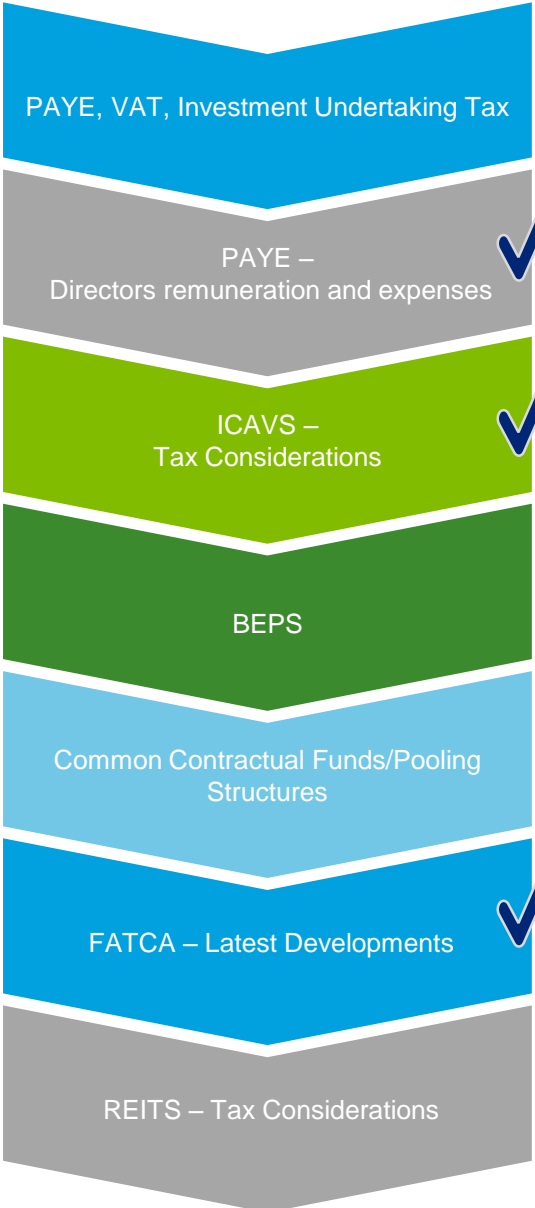 PAYE, VAT, Investment Undertaking Tax
PAYE –
Directors remuneration and expenses
ICAVS –
Tax Considerations
BEPS
Common Contractual Funds/Pooling
Structures
FATCA – Latest Developments
REITS – Tax Considerations